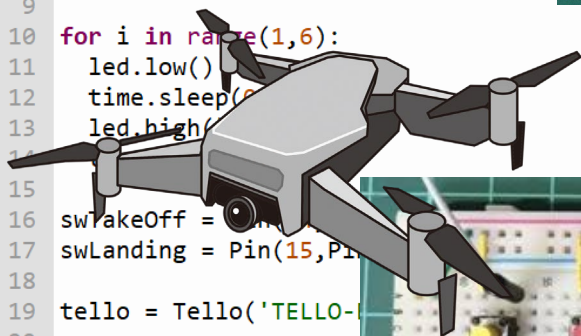 9
10 for i in range(1,6):
11 led.low()
12 time.sleep(
13 led.high(
15
16 swTakeOff =
17 swLanding = Pin(15,Pi
18
19 tello = Tello('TELLO-